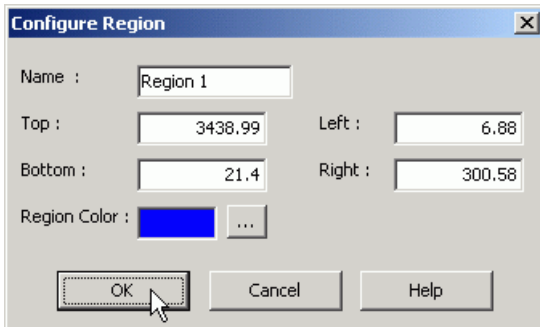 Configure Region
Name : Region 1
Top : 3438.99 Left : 6.88
Bottom : 21.4 Right : 300.58
Region Color : ...
OK Cancel Help